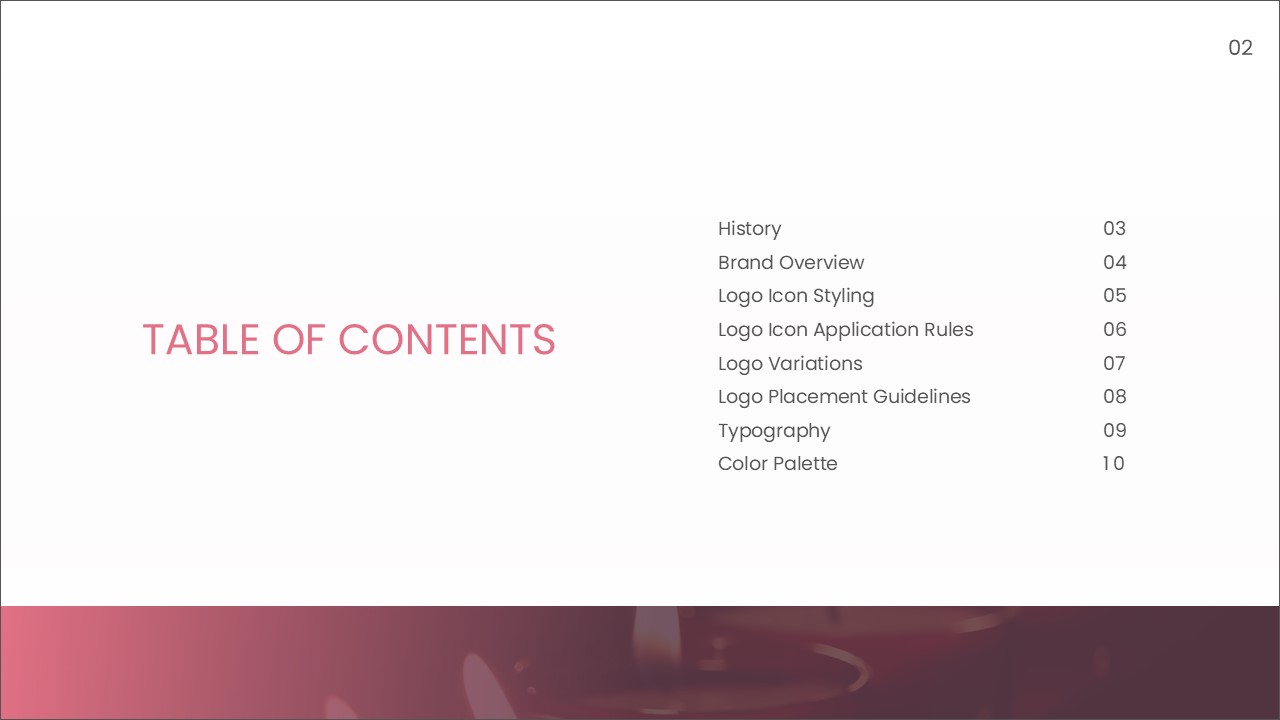 02
TABLE OF CONTENTS
History 03
Brand Overview 04
Logo Icon Styling 05
Logo Icon Application Rules 06
Logo Variations 07
Logo Placement Guidelines 08
Typography 09
Color Palette 10